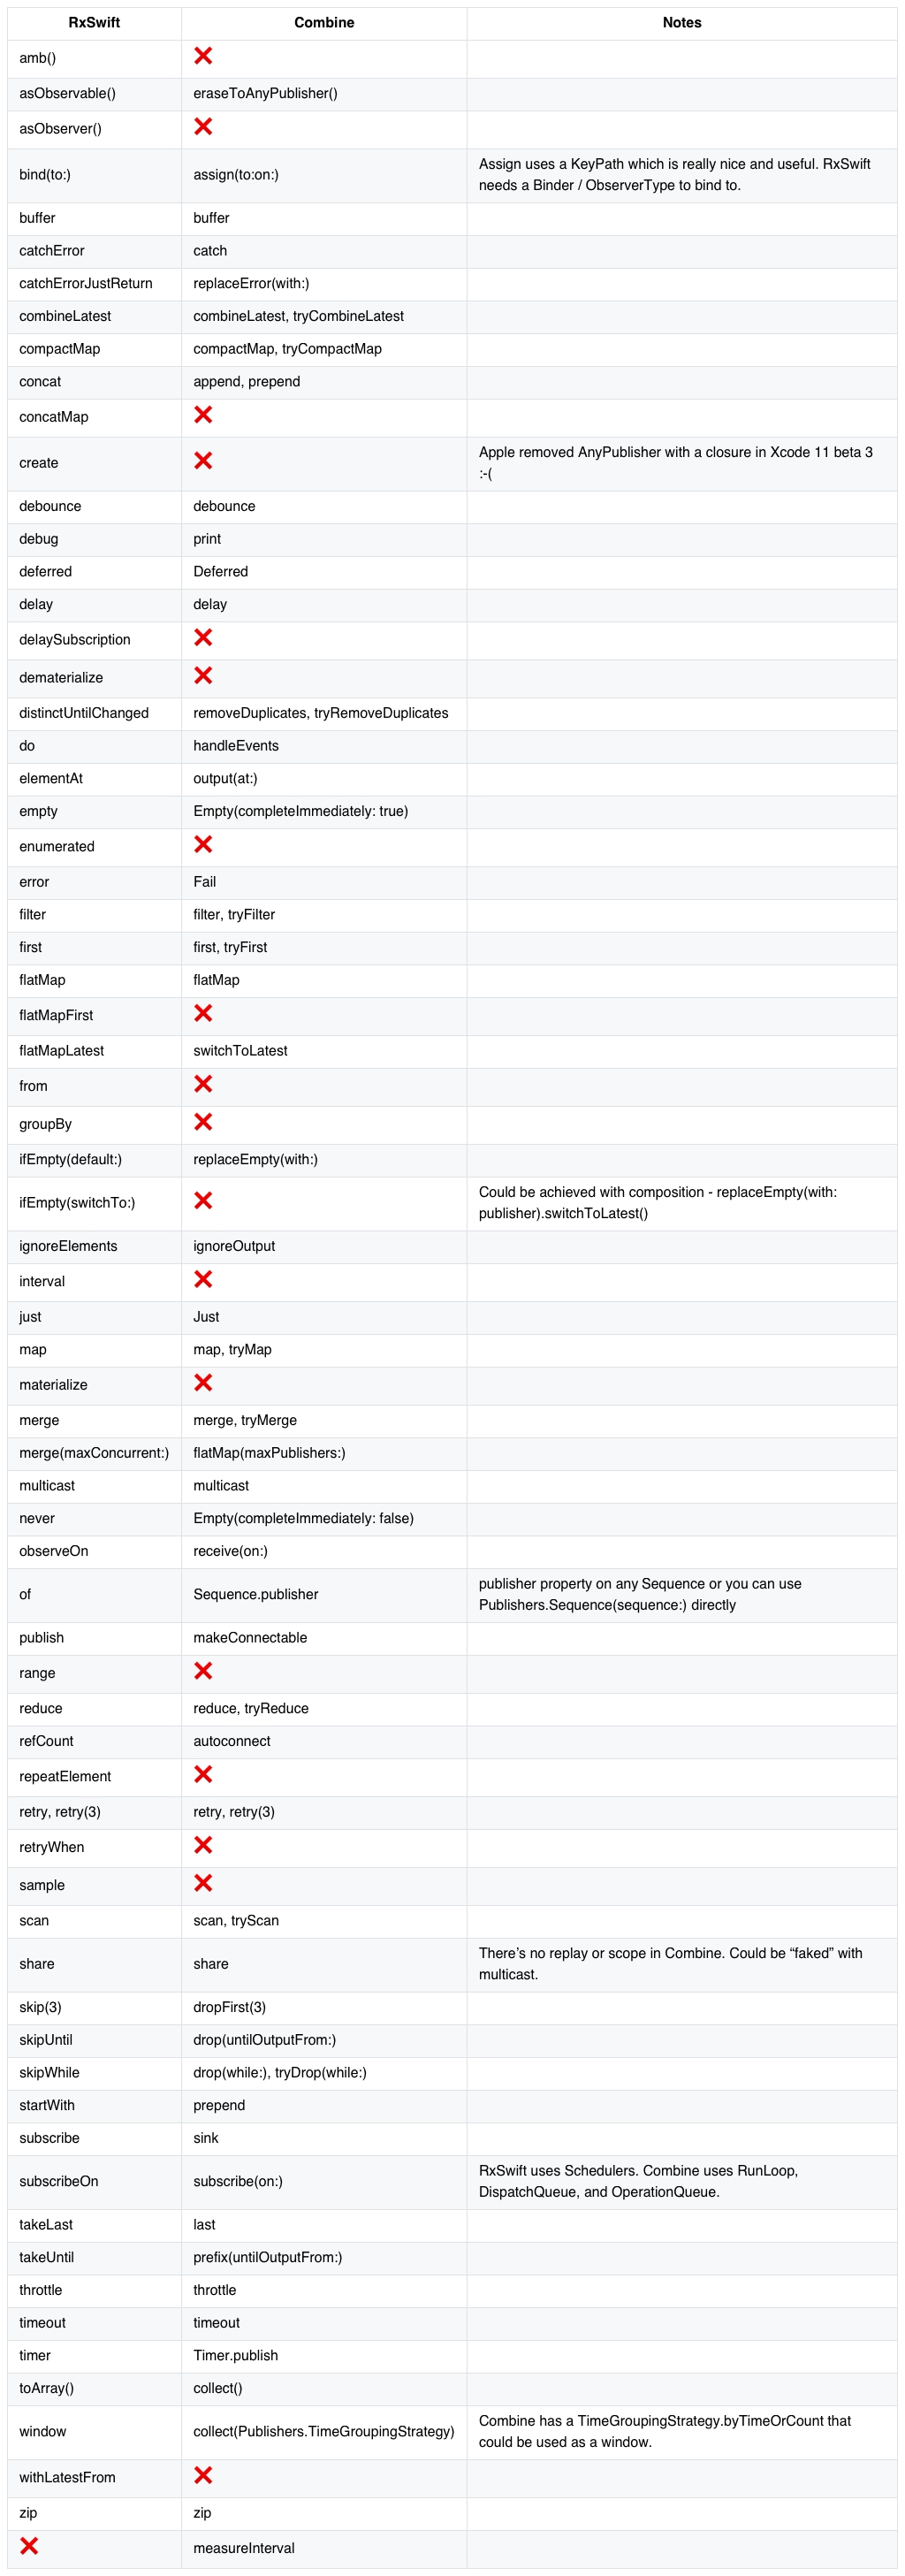 RxSwift Combine Notes
amb() ❌
asObservable() eraseToAnyPublisher()
asObserver() ❌
bind(to:) assign(to:on:) Assign uses a KeyPath which is really nice and useful. RxSwift
needs a Binder / ObserverType to bind to.
buffer buffer
catchError catch
catchErrorJustReturn replaceError(with:)
combineLatest combineLatest, tryCombineLatest
compactMap compactMap, tryCompactMap
concat append, prepend
concatMap ❌
create ❌ Apple removed AnyPublisher with a closure in Xcode 11 beta 3
:-(
debounce debounce
debug print
deferred Deferred
delay delay
delaySubscription ❌
dematerialize ❌
distinctUntilChanged removeDuplicates, tryRemoveDuplicates
do handleEvents
elementAt output(at:)
empty Empty(completeImmediately: true)
enumerated ❌
error Fail
filter filter, tryFilter
first first, tryFirst
flatMap flatMap
flatMapFirst ❌
flatMapLatest switchToLatest
from ❌
groupBy ❌
ifEmpty(default:) replaceEmpty(with:)
ifEmpty(switchTo:) ❌ Could be achieved with composition - replaceEmpty(with:
publisher).switchToLatest()
ignoreElements ignoreOutput
interval ❌
just Just
map map, tryMap
materialize ❌
merge merge, tryMerge
merge(maxConcurrent:) flatMap(maxPublishers:)
multicast multicast
never Empty(completeImmediately: false)
observeOn receive(on:)
of Sequence.publisher publisher property on any Sequence or you can use
Publishers.Sequence(sequence:) directly
publish makeConnectable
range ❌
reduce reduce, tryReduce
refCount autoconnect
repeatElement ❌
retry, retry(3) retry, retry(3)
retryWhen ❌
sample ❌
scan scan, tryScan
share share There’s no replay or scope in Combine. Could be “faked” with
multicast.
skip(3) dropFirst(3)
skipUntil drop(untilOutputFrom:)
skipWhile drop(while:), tryDrop(while:)
startWith prepend
subscribe sink
subscribeOn subscribe(on:) RxSwift uses Schedulers. Combine uses RunLoop,
DispatchQueue, and OperationQueue.
takeLast last
takeUntil prefix(untilOutputFrom:)
throttle throttle
timeout timeout
timer Timer.publish
toArray() collect()
window collect(Publishers.TimeGroupingStrategy) Combine has a TimeGroupingStrategy.byTimeOrCount that
could be used as a window.
withLatestFrom ❌
zip zip
❌ measureInterval